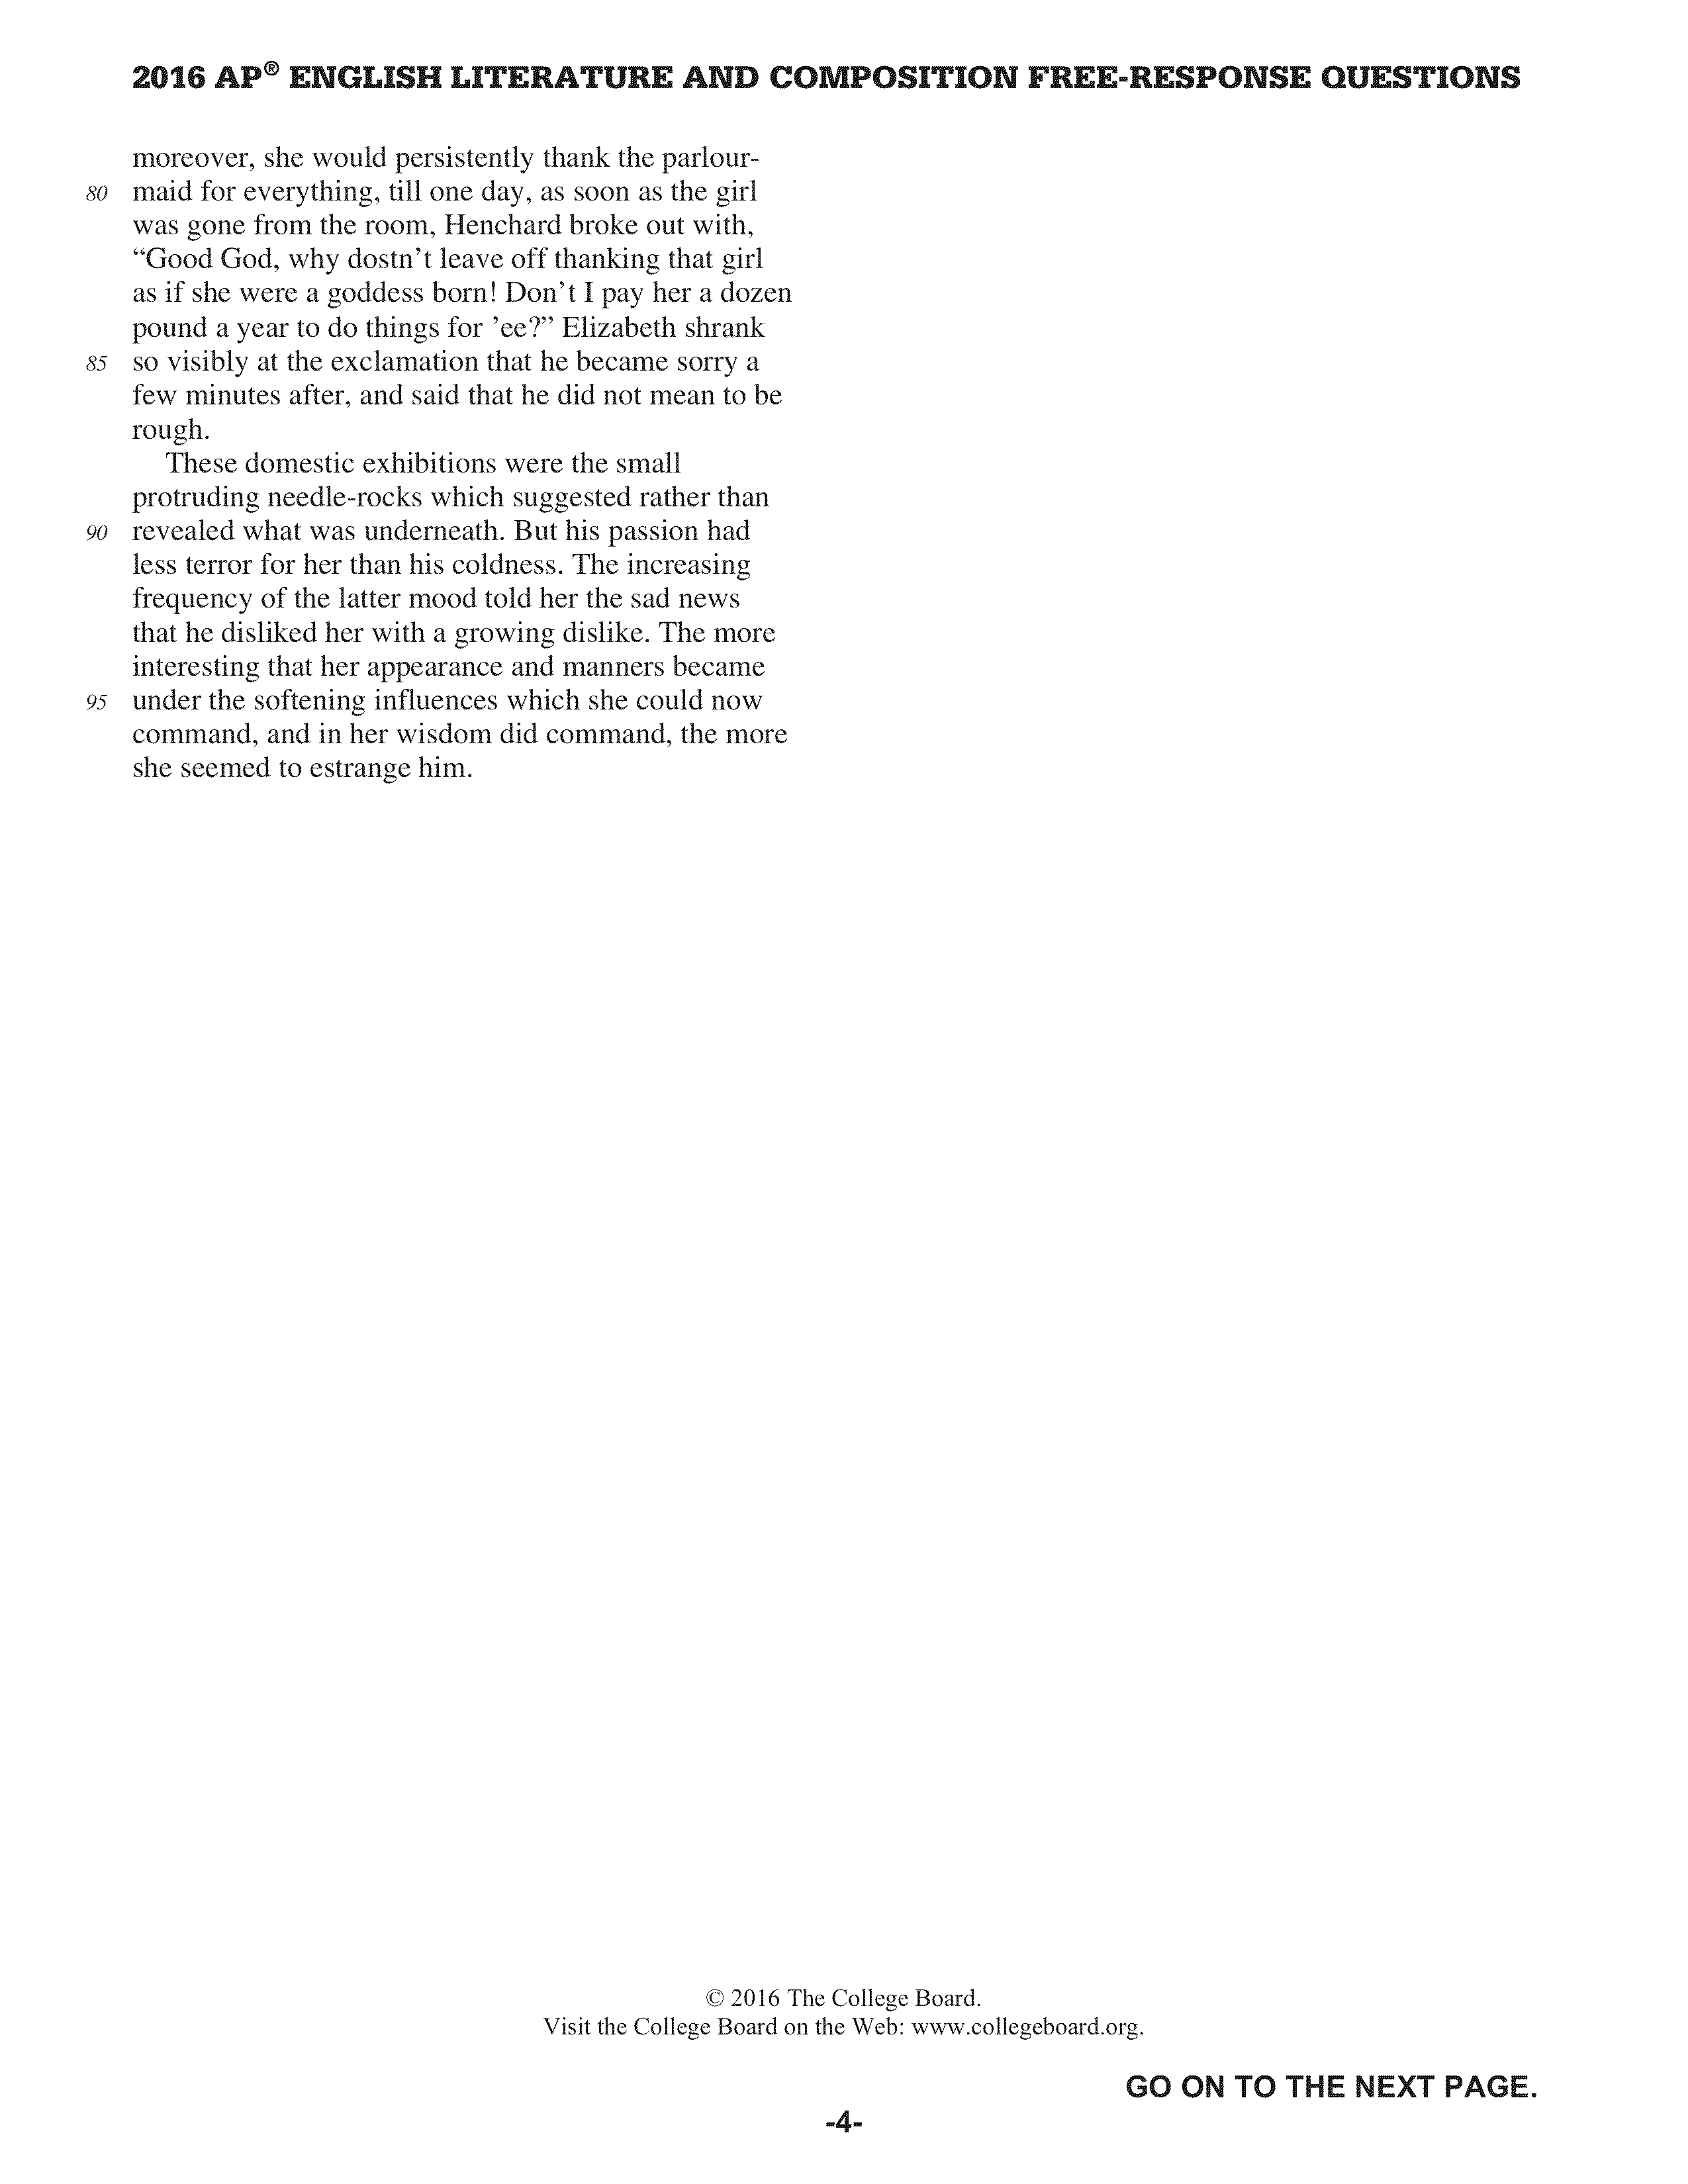 2016 AP® ENGLISH LITERATURE AND COMPOSITION FREE-RESPONSE QUESTIONS
moreover, she would persistently thank the parlour-
80 maid for everything, till one day, as soon as the girl
was gone from the room, Henchard broke out with,
“Good God, why dostn’t leave off thanking that girl
as if she were a goddess born! Don’t I pay her a dozen
pound a year to do things for ’ee?” Elizabeth shrank
85 so visibly at the exclamation that he became sorry a
few minutes after, and said that he did not mean to be
rough.
These domestic exhibitions were the small
protruding needle-rocks which suggested rather than
90 revealed what was underneath. But his passion had
less terror for her than his coldness. The increasing
frequency of the latter mood told her the sad news
that he disliked her with a growing dislike. The more
interesting that her appearance and manners became
95 under the softening influences which she could now
command, and in her wisdom did command, the more
she seemed to estrange him.
© 2016 The College Board.
Visit the College Board on the Web: www.collegeboard.org.
GO ON TO THE NEXT PAGE.
-4-